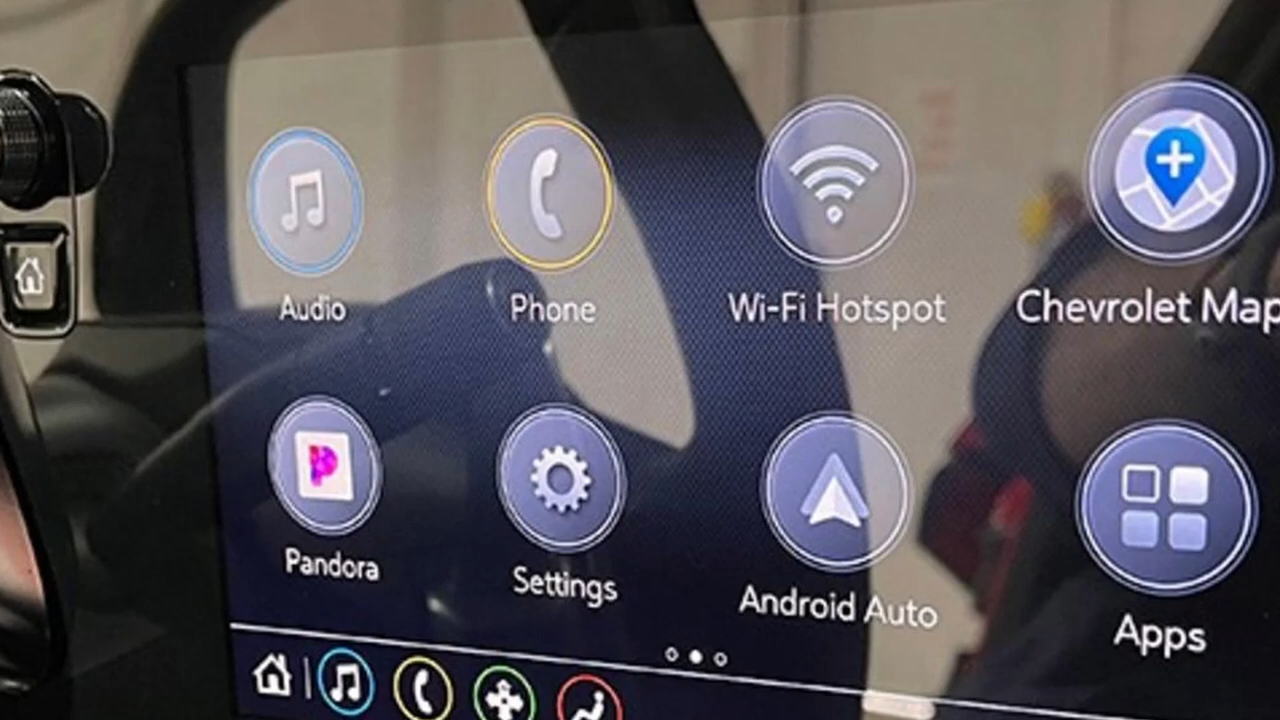 Audio
Phone
Wi-Fi Hotspot
Chevrolet Map
Pandora
Settings
Android Auto
Apps